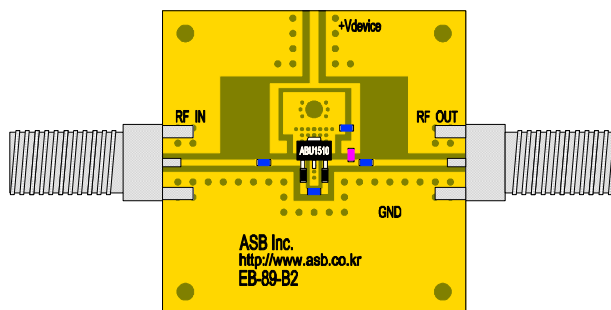 +Vdevice
RF IN
RF OUT
ABU1510
GND
ASB Inc.
http://www.asb.co.kr
EB-89-B2